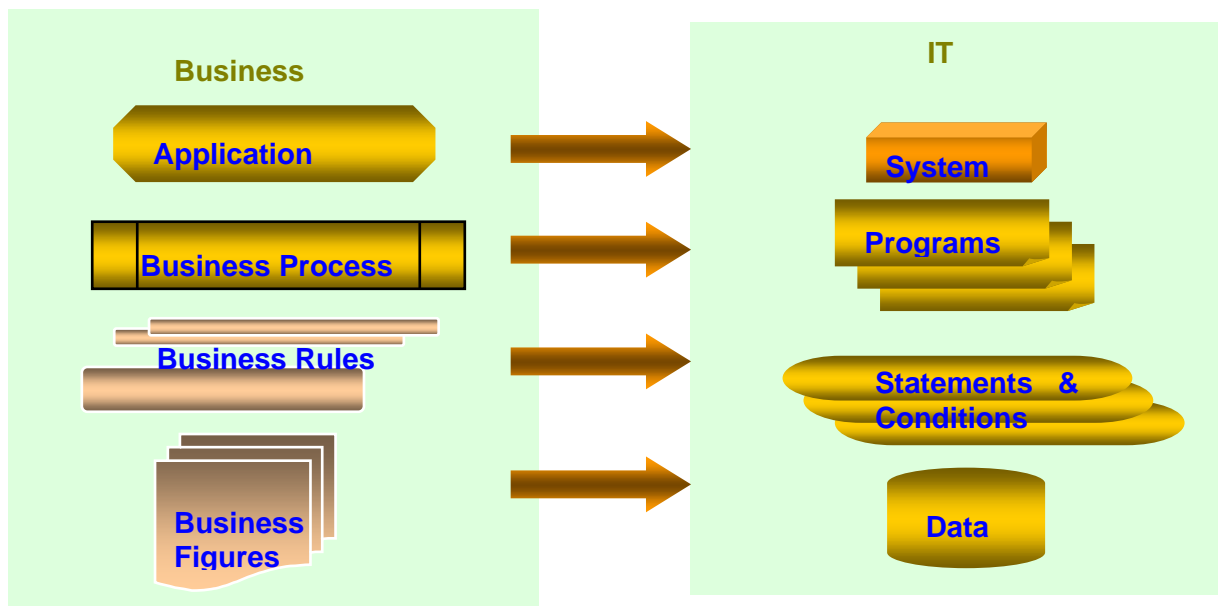 Business
Application
Business Process
Business Rules
Business
Figures
IT
System
Programs
Statements &
Conditions
Data